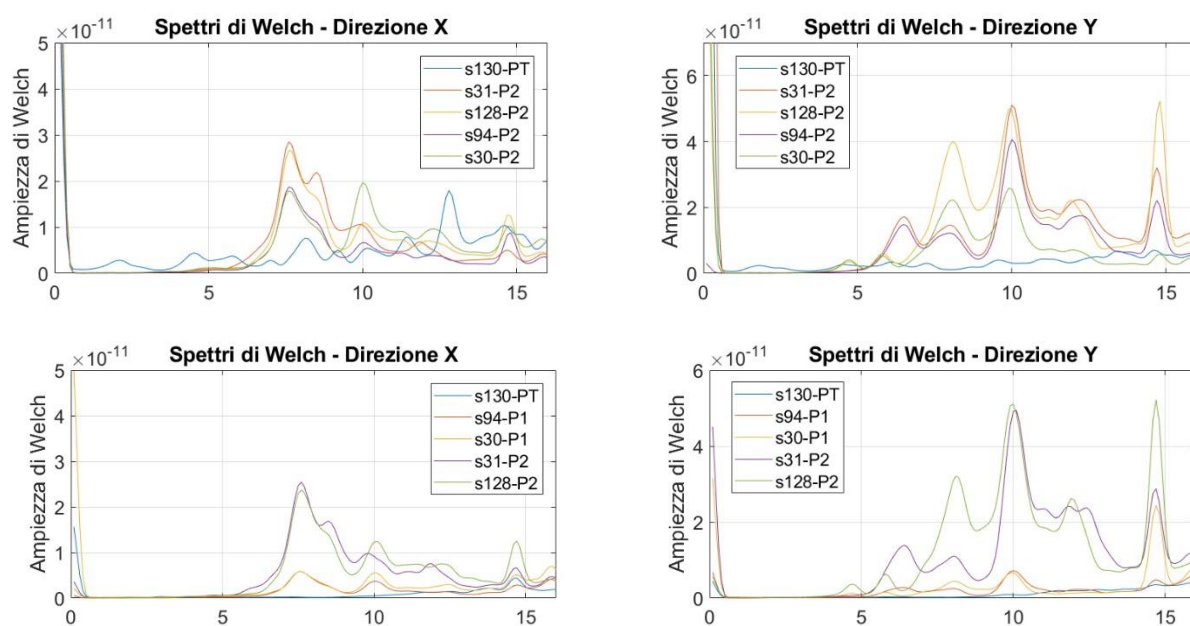 ×10⁻¹¹
Spettri di Welch - Direzione X
Ampiezza di Welch
5
4
3
2
1
0
s130-PT
s31-P2
s128-P2
s94-P2
s30-P2
0 5 10 15
×10⁻¹¹
Spettri di Welch - Direzione Y
Ampiezza di Welch
6
4
2
0
s130-PT
s31-P2
s128-P2
s94-P2
s30-P2
0 5 10 15
×10⁻¹¹
Spettri di Welch - Direzione X
Ampiezza di Welch
5
4
3
2
1
0
s130-PT
s94-P1
s30-P1
s31-P2
s128-P2
0 5 10 15
×10⁻¹¹
Spettri di Welch - Direzione Y
Ampiezza di Welch
6
4
2
0
s130-PT
s94-P1
s30-P1
s31-P2
s128-P2
0 5 10 15